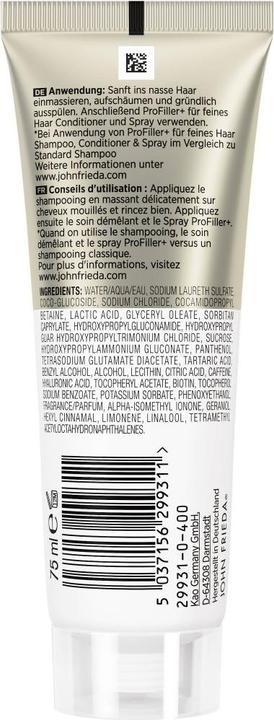 DE Anwendung: Sanft ins nasse Haar
einmassieren, aufschäumen und gründlich
ausspülen. Anschließend ProFiller+ für feines
Haar Conditioner und Spray verwenden.
*Bei Anwendung von ProFiller+ für feines Haar
Shampoo, Conditioner & Spray im Vergleich zu
Standard Shampoo
Weitere Informationen unter
www.johnfrieda.com
FR Conseils d'utilisation : Appliquez le
shampooing en massant délicatement sur
cheveux mouillés et rincez bien. Appliquez
ensuite le soin démêlant et le spray ProFiller+.
*Quand on utilise le shampooing, le soin
démêlant et le spray ProFiller+ versus un
shampooing classique.
Pour plus d'informations, visitez
www.johnfrieda.com
INGREDIENTS: WATER/AQUA/EAU, SODIUM LAURETH SULFATE,
COCO-GLUCOSIDE, SODIUM CHLORIDE, COCAMIDOPROPYL
BETAINE, LACTIC ACID, GLYCERYL OLEATE, SORBITAN
CAPRYLATE, HYDROXYPROPYLGLUCONAMIDE, HYDROXYPROPYL
GUAR HYDROXYPROPYLTRIMONIUM CHLORIDE, SUCROSE,
HYDROXYPROPYLAMMONIUM GLUCONATE, PANTHENOL,
TETRASODIUM GLUTAMATE DIACETATE, TARTARIC ACID,
BENZYL ALCOHOL, ALCOHOL, LECITHIN, CITRIC ACID, CAFFEINE,
HYALURONIC ACID, TOCOPHERYL ACETATE, BIOTIN, TOCOPHEROL,
SODIUM BENZOATE, POTASSIUM SORBATE, PHENOXYETHANOL,
FRAGRANCE/PARFUM, ALPHA-ISOMETHYL IONONE, GERANIOL,
HEXYL CINNAMAL, LIMONENE, LINALOOL, TETRAMETHYL
ACETYLOCTAHYDRONAPHTHALENES.
75 ml e
12M
5 037156 299311
29931-0-400
Kao Germany GmbH,
D-64308 Darmstadt
Hergestellt in Deutschland
JOHN FRIEDA®